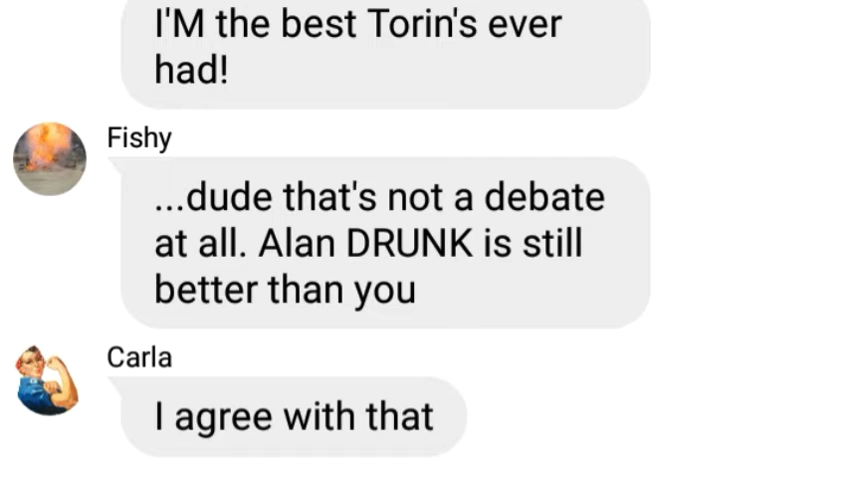 I'M the best Torin's ever
had!
Fishy
...dude that's not a debate
at all. Alan DRUNK is still
better than you
Carla
I agree with that